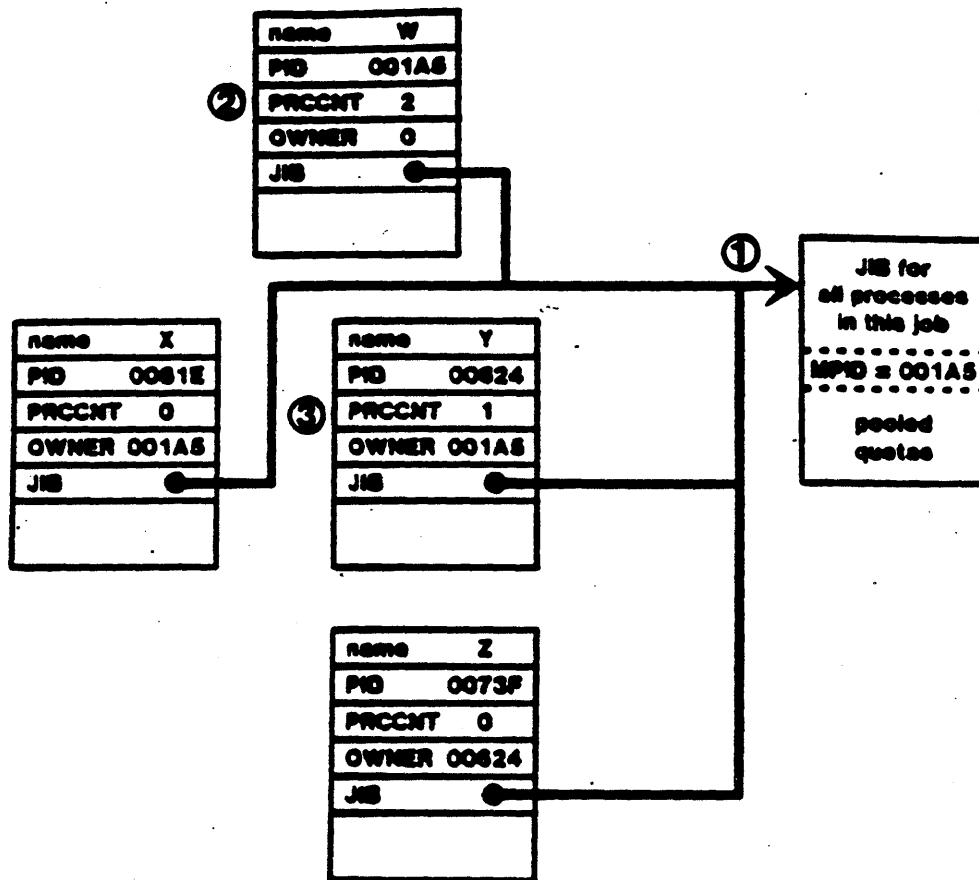 name W
PID 001A5
②
PRCCNT 2
OWNER 0
JIB
①
JIB for
all processes
in this job
MPID = 001A5
pooled
quotas
name X
PID 0061E
PRCCNT 0
OWNER 001A5
JIB
name Y
PID 00624
③
PRCCNT 1
OWNER 001A5
JIB
name Z
PID 0073F
PRCCNT 0
OWNER 00624
JIB